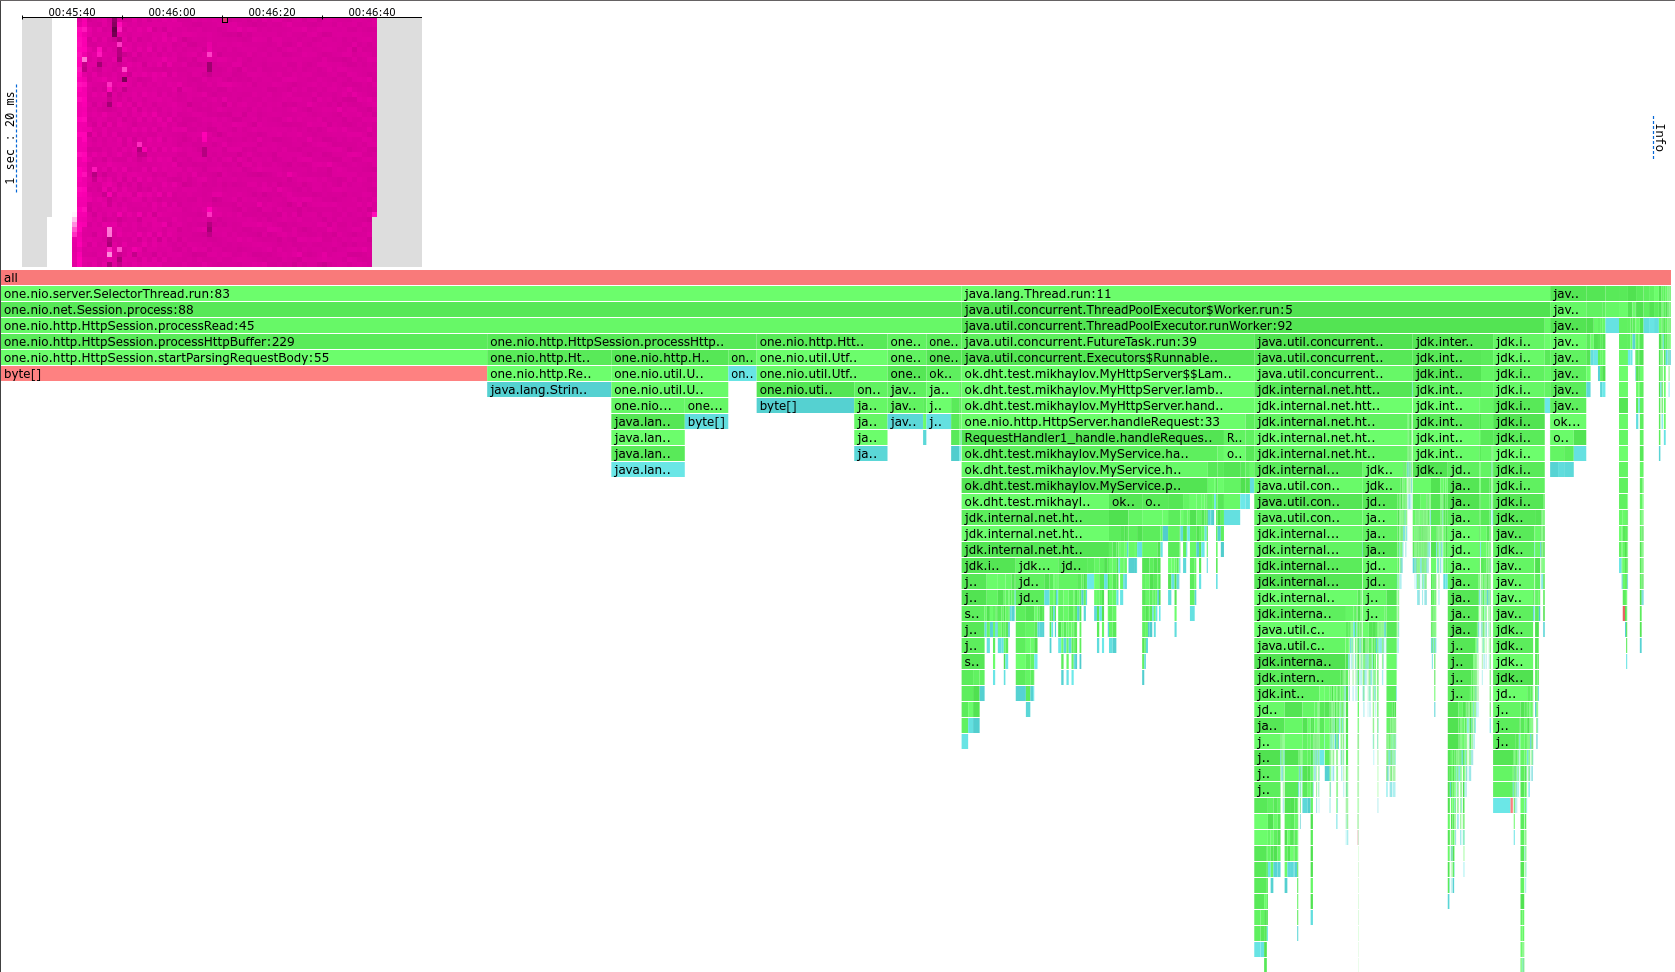 00:45:40 00:46:00 00:46:20 00:46:40
1 sec : 20 ms
Info
all
one.nio.server.SelectorThread.run:83 java.lang.Thread.run:11 jav..
one.nio.net.Session.process:88 java.util.concurrent.ThreadPoolExecutor$Worker.run:5 jav..
one.nio.http.HttpSession.processRead:45 java.util.concurrent.ThreadPoolExecutor.runWorker:92 jav..
one.nio.http.HttpSession.processHttpBuffer:229 one.nio.http.HttpSession.processHttp.. one.nio.http.Htt.. one.. one.. java.util.concurrent.FutureTask.run:39 java.util.concurrent.. jdk.inter.. jdk.i.. jav..
one.nio.http.HttpSession.startParsingRequestBody:55 one.nio.http.Ht.. one.nio.http.H.. on.. one.nio.util.Utf.. one.. one.. java.util.concurrent.Executors$Runnable.. java.util.concurrent.. jdk.int.. jdk.i.. jav..
byte[] one.nio.http.Re.. one.nio.util.U.. on.. one.nio.util.Utf.. one.. ok.. ok.dht.test.mikhaylov.MyHttpServer$$Lam.. java.util.concurrent.. jdk.int.. jdk.i.. jav..
java.lang.Strin.. one.nio.util.U.. one.nio.uti.. on.. jav.. ja.. ok.dht.test.mikhaylov.MyHttpServer.lamb.. jdk.internal.net.htt.. jdk.int.. jdk.i.. jav..
one.nio... one... byte[] ja.. jav.. j.. ok.dht.test.mikhaylov.MyHttpServer.hand.. jdk.internal.net.htt.. jdk.int.. jdk.i.. jav..
java.lan.. byte[] ja.. jav.. j.. one.nio.http.HttpServer.handleRequest:33 jdk.internal.net.ht.. jdk.int.. jdk.i.. ok...
java.lan.. ja.. RequestHandler1_handle.handleReques.. R.. jdk.internal.net.ht.. jdk.int.. jdk.i.. o..
java.lan.. ja.. ok.dht.test.mikhaylov.MyService.ha.. o.. jdk.internal.net.ht.. jdk.int.. jdk.i..
java.lan.. ok.dht.test.mikhaylov.MyService.h.. jdk.internal... jdk.. jdk.. jd.. jdk.i..
ok.dht.test.mikhaylov.MyService.p.. java.util.con.. jdk.. ja.. jdk.i..
ok.dht.test.mikhayl.. ok.. o.. java.util.con.. jd.. ja.. jdk.i..
jdk.internal.net.ht.. java.util.con.. ja.. ja.. jdk..
jdk.internal.net.ht.. jdk.internal... ja.. ja.. jav..
jdk.internal.net.ht.. jdk.internal... ja.. jd.. jdk..
jdk.i.. jdk... jd.. jdk.internal... jd.. ja.. jav..
j.. jd.. jdk.internal... jd.. ja.. jav..
j.. jd.. jdk.internal.. j.. ja.. jav..
s.. jdk.interna.. j.. ja.. jav..
j.. java.util.c.. ja.. jdk..
j.. java.util.c.. j.. jdk..
s.. jdk.interna.. j.. jdk..
jdk.intern.. j.. jdk..
jdk.int.. j.. jd..
jd.. j..
ja.. j..
j.. j..
j..
j..
j..